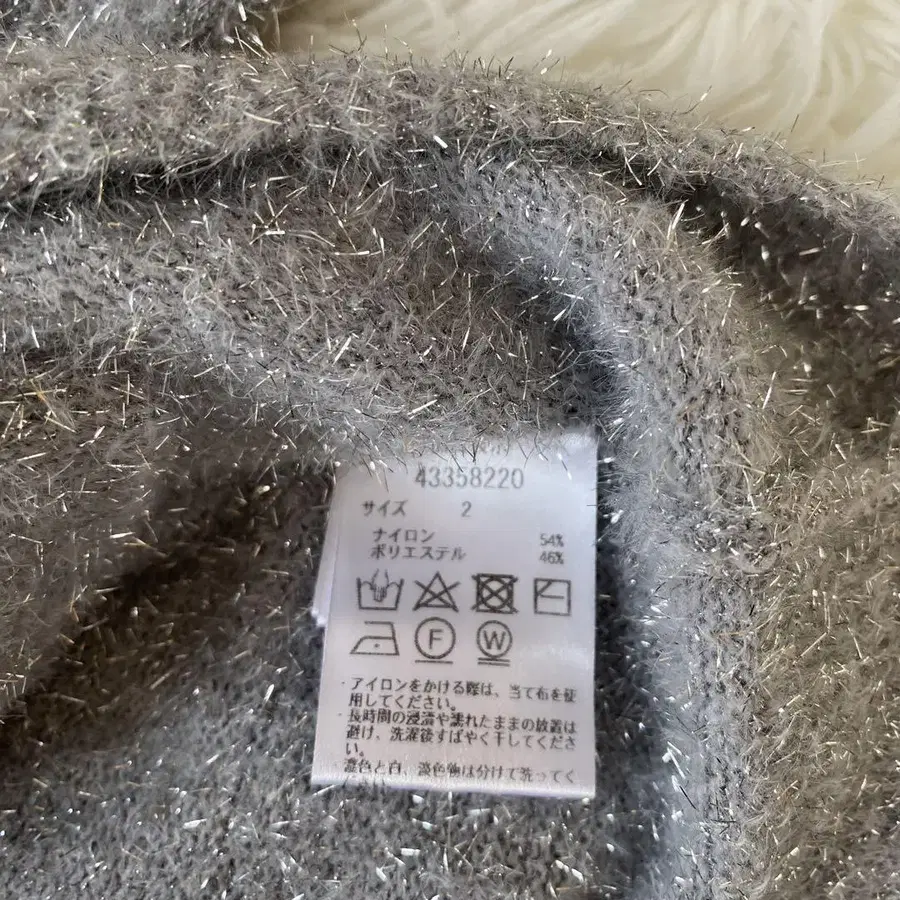 43358220
サイズ 2
ナイロン 54%
ポリエステル 46%
F W
・アイロンをかける際は、当て布を使
用してください。
・長時間の浸漬や濡れたままの放置は
避け、洗濯後すばやく干してくださ
い。
濃色と白、淡色物は分けて洗ってく